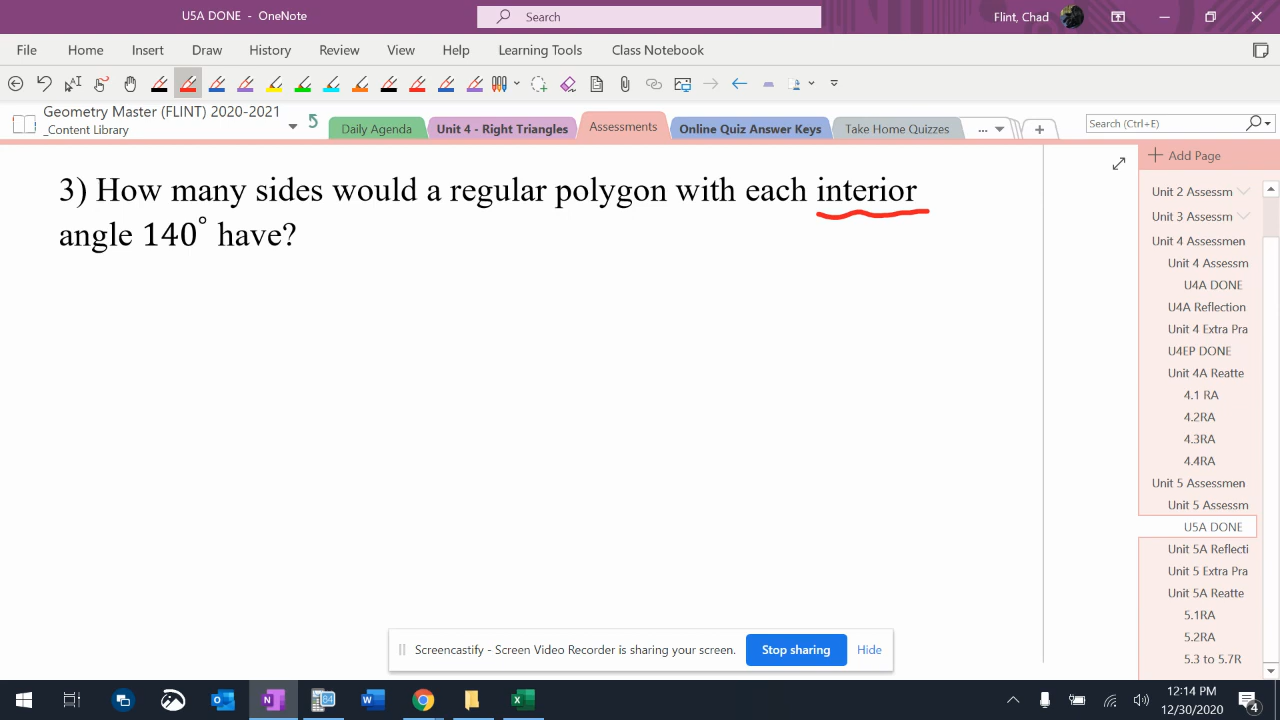 U5A DONE - OneNote
Search
Flint, Chad
File Home Insert Draw History Review View Help Learning Tools Class Notebook
Geometry Master (FLINT) 2020-2021
_Content Library
Daily Agenda
Unit 4 - Right Triangles
Assessments
Online Quiz Answer Keys
Take Home Quizzes
...
Search (Ctrl+E)
3) How many sides would a regular polygon with each interior
angle 140° have?
Add Page
Unit 2 Assessm
Unit 3 Assessm
Unit 4 Assessmen
Unit 4 Assessm
U4A DONE
U4A Reflection
Unit 4 Extra Pra
U4EP DONE
Unit 4A Reatte
4.1 RA
4.2RA
4.3RA
4.4RA
Unit 5 Assessmen
Unit 5 Assessm
U5A DONE
Unit 5A Reflecti
Unit 5 Extra Pra
Unit 5A Reatte
5.1RA
5.2RA
5.3 to 5.7R
Screencastify - Screen Video Recorder is sharing your screen.
Stop sharing
Hide
12:14 PM
12/30/2020
4